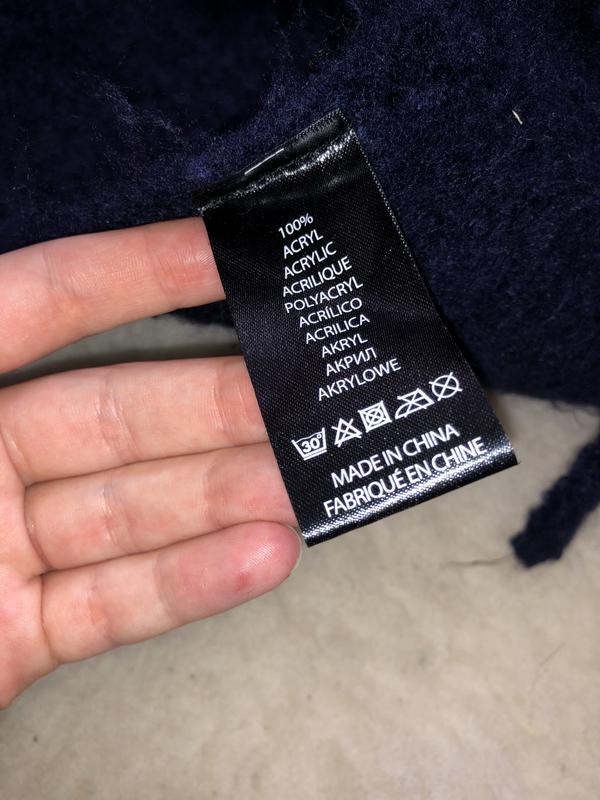 100%
ACRYL
ACRYLIC
ACRILIQUE
POLYACRYL
ACRÍLICO
ACRILICA
AKRYL
АКРИЛ
AKRYLOWE
30°
MADE IN CHINA
FABRIQUÉ EN CHINE